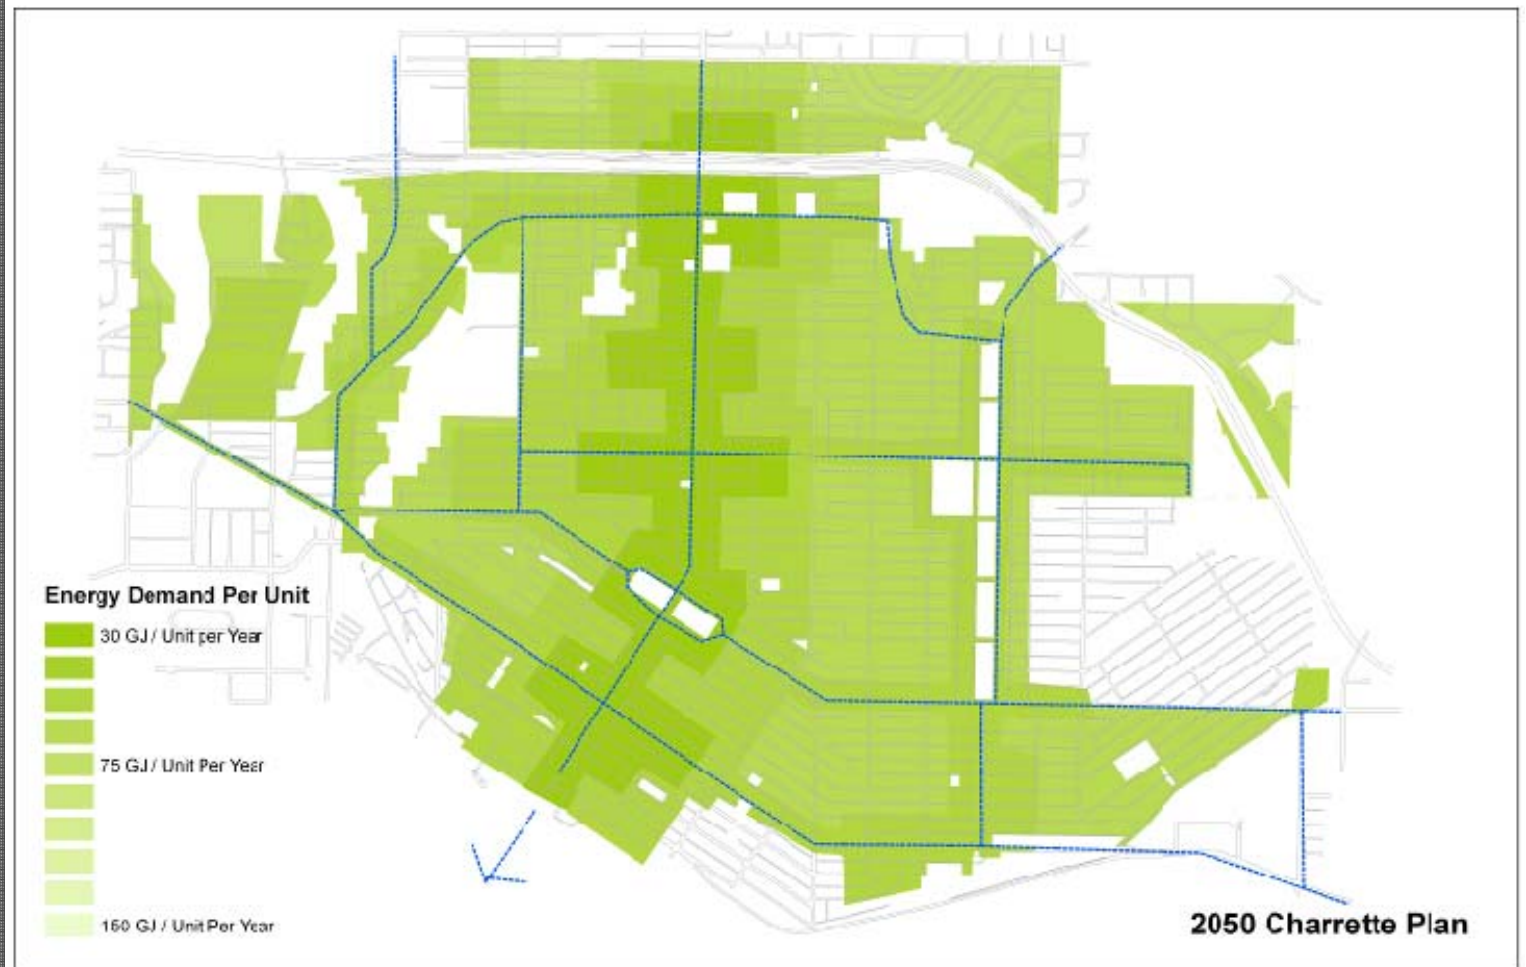 Energy Demand Per Unit
30 GJ / Unit per Year
75 GJ / Unit Per Year
160 GJ / Unit Per Year
2050 Charrette Plan